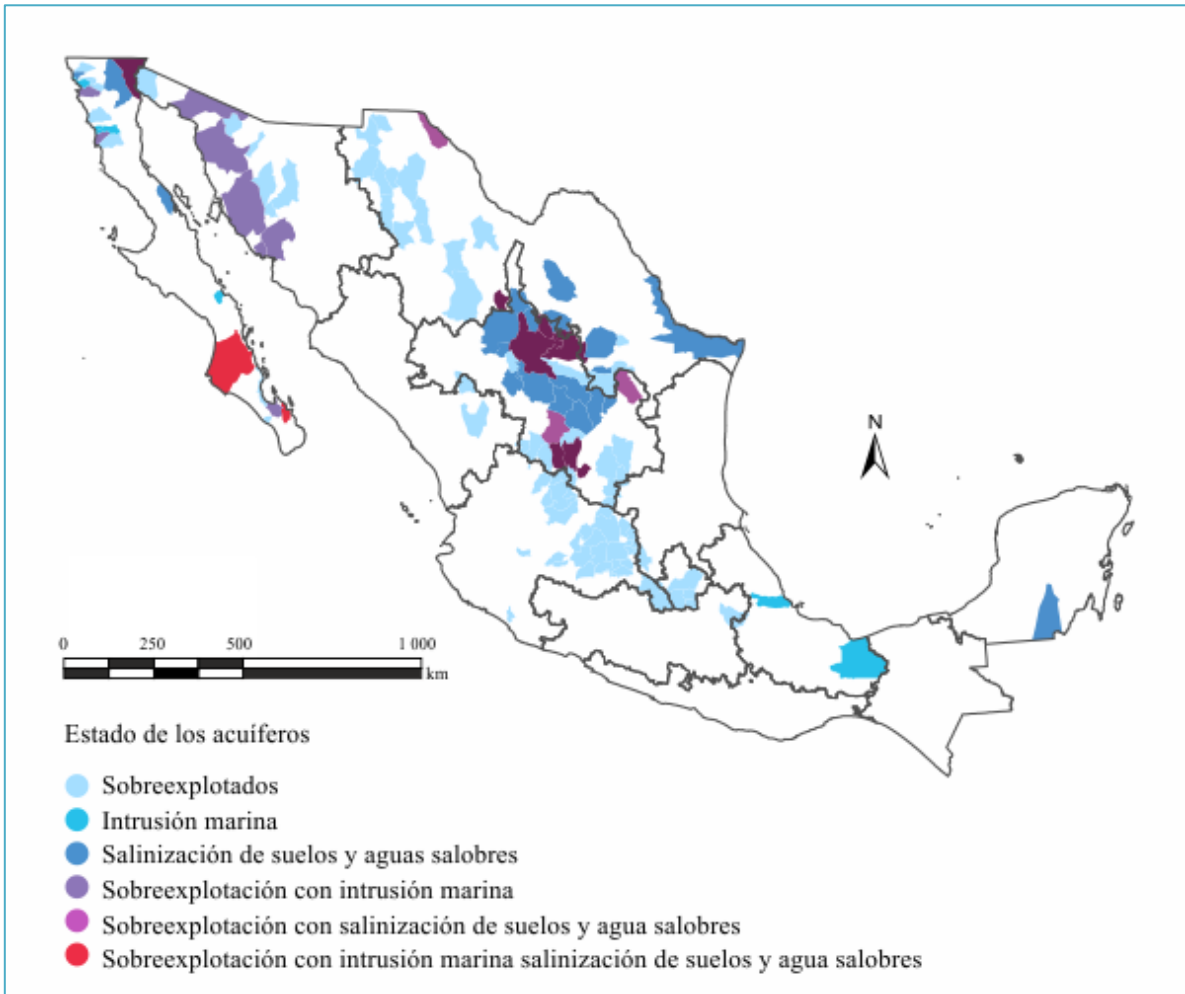 N
0 250 500 1 000
km
Estado de los acuíferos
Sobreexplotados
Intrusión marina
Salinización de suelos y aguas salobres
Sobreexplotación con intrusión marina
Sobreexplotación con salinización de suelos y agua salobres
Sobreexplotación con intrusión marina salinización de suelos y agua salobres